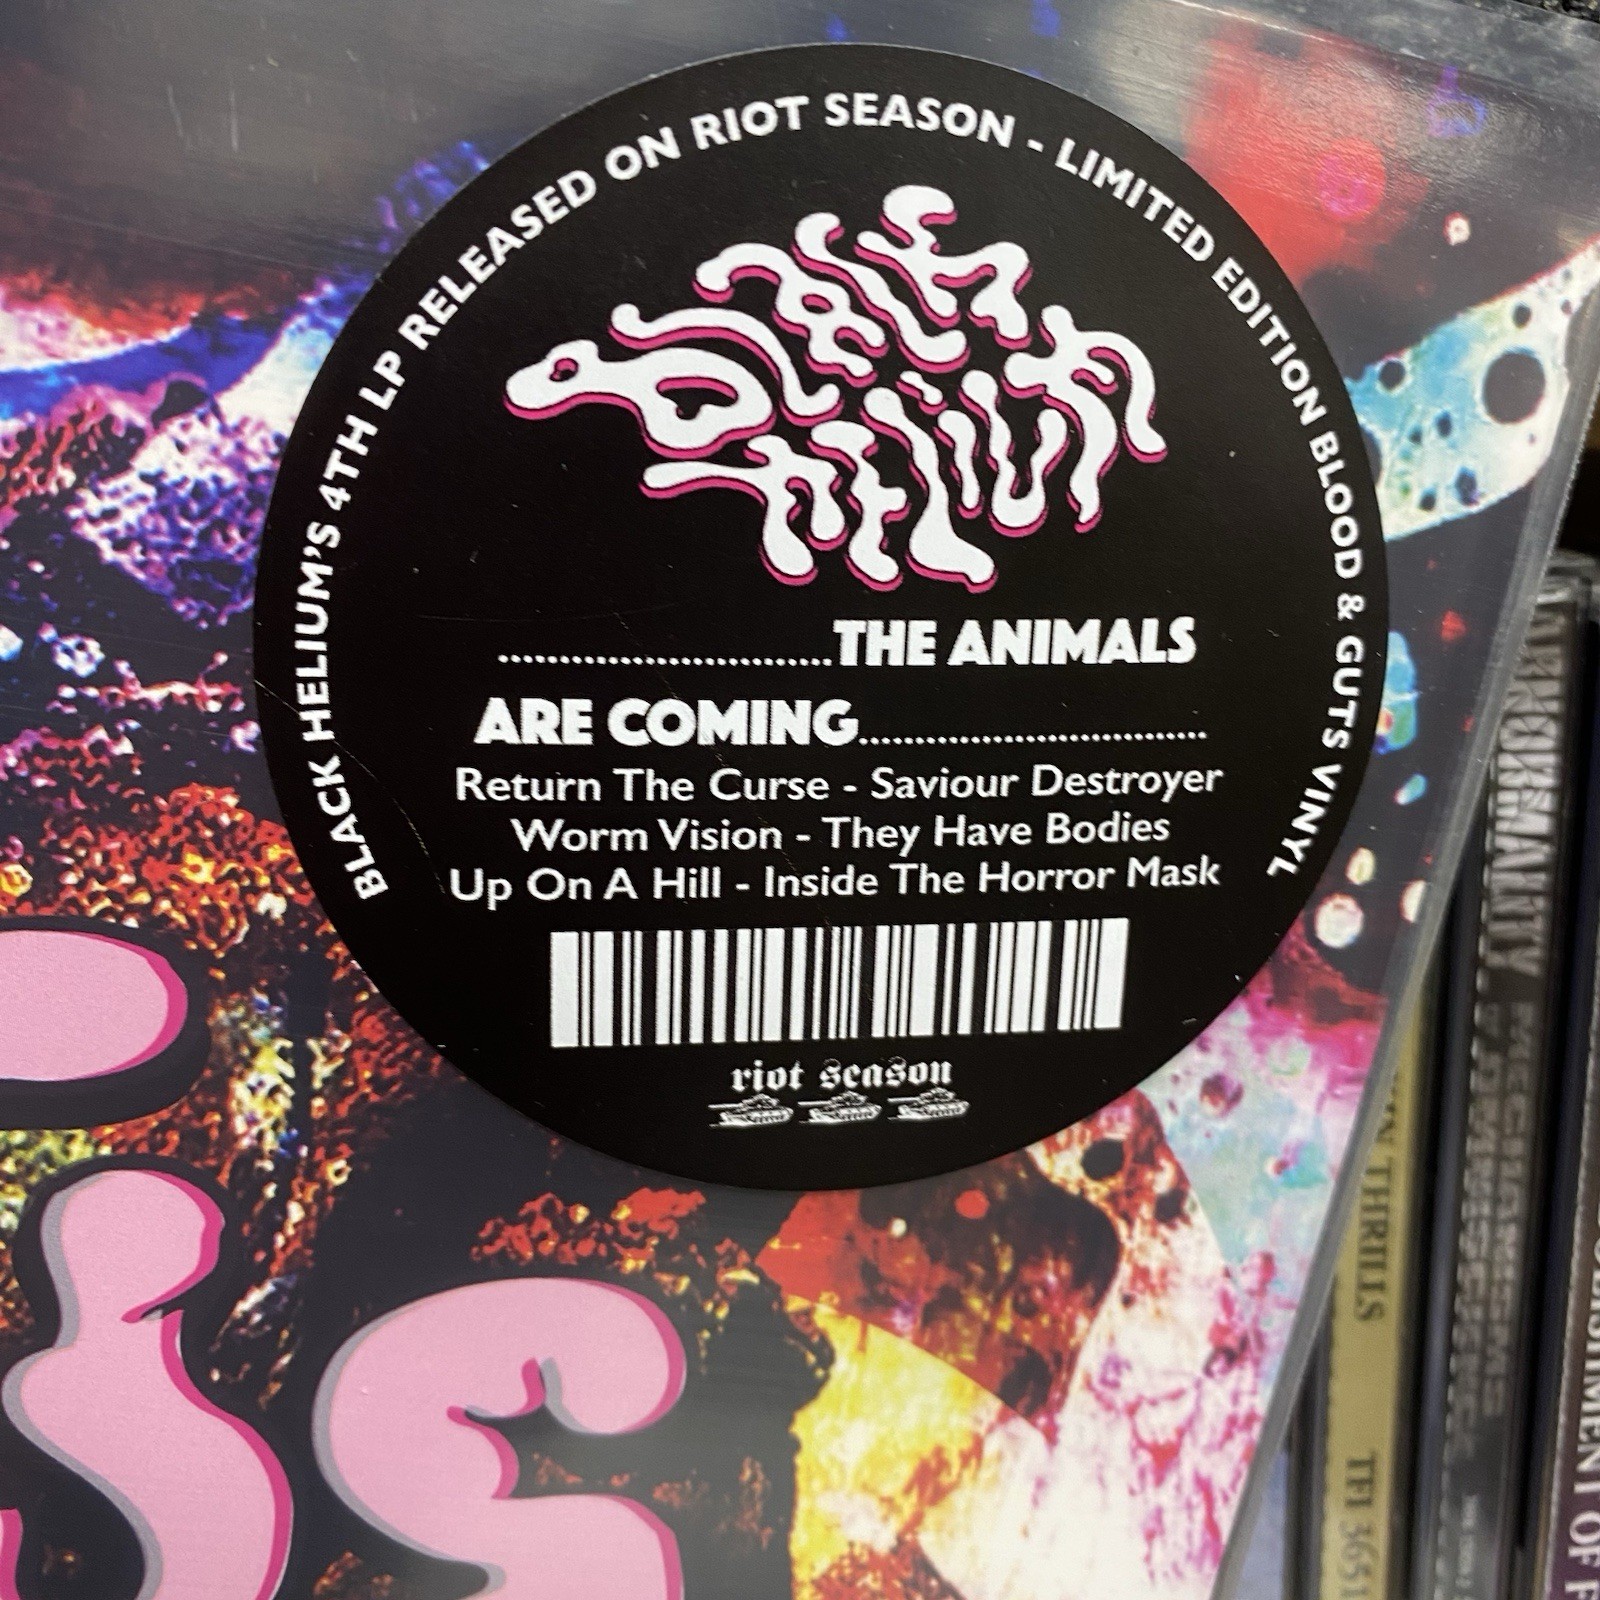 BLACK HELIUM'S 4TH LP RELEASED ON RIOT SEASON - LIMITED EDITION BLOOD & GUTS VINYL
BLACK
HELIUM
...........................THE ANIMALS
ARE COMING............................
Return The Curse - Saviour Destroyer
Worm Vision - They Have Bodies
Up On A Hill - Inside The Horror Mask
riot season
THRILLS
OF